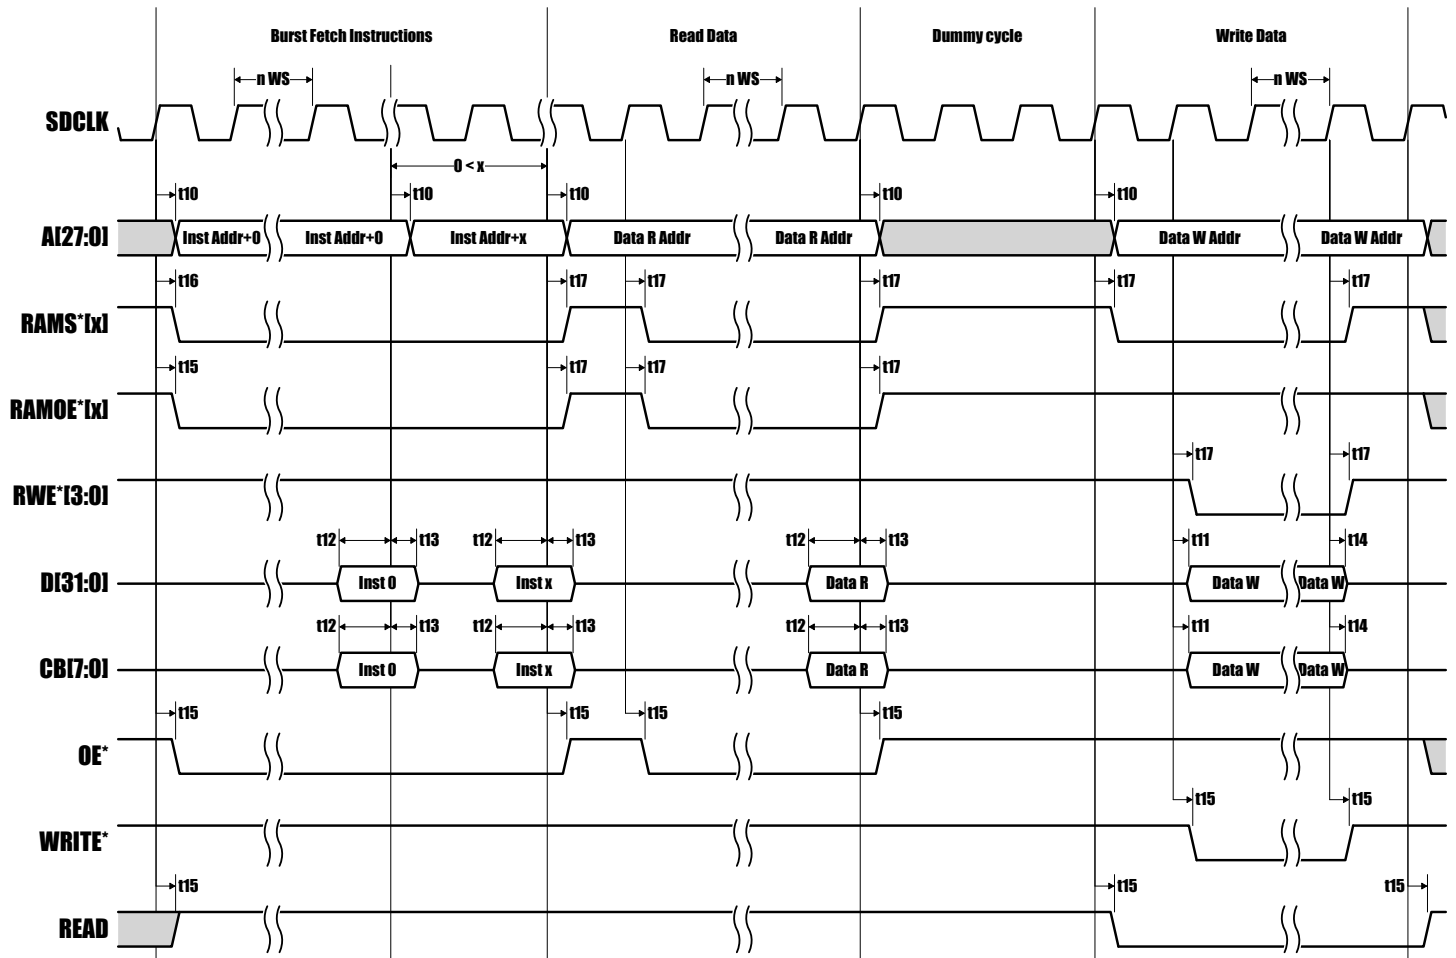 Burst Fetch Instructions Read Data Dummy cycle Write Data
n WS n WS n WS
SDCLK
0 < x
t10 t10 t10 t10 t10
A[27:0] Inst Addr+0 Inst Addr+0 Inst Addr+x Data R Addr Data R Addr Data W Addr Data W Addr
t16 t17 t17 t17 t17 t17
RAMS*[x]
t15 t17 t17 t17
RAMOE*[x]
t17 t17
RWE*[3:0]
t12 t13 t12 t13 t12 t13 t11 t14
D[31:0] Inst 0 Inst x Data R Data W Data W
t12 t13 t12 t13 t12 t13 t11 t14
CB[7:0] Inst 0 Inst x Data R Data W Data W
t15 t15 t15 t15
OE*
t15 t15
WRITE*
t15 t15 t15
READ